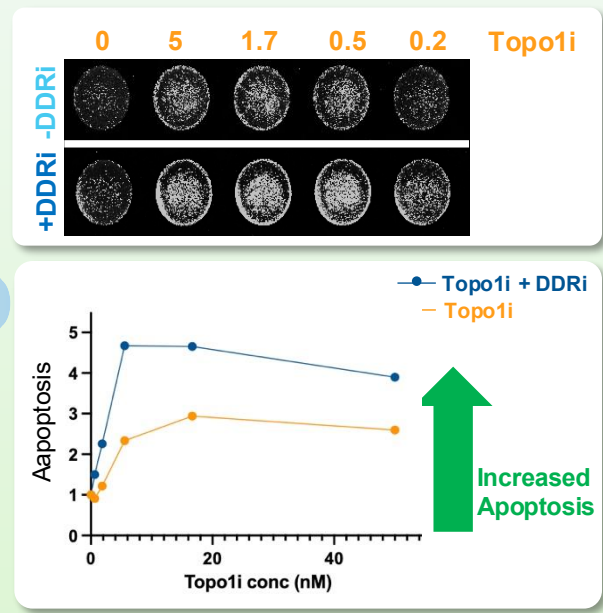 0 5 1.7 0.5 0.2 Topo1i
-DDRi
+DDRi
Topo1i + DDRi
Topo1i
5
4
3
2
1
0
Aapoptosis
0 20 40
Topo1i conc (nM)
Increased
Apoptosis